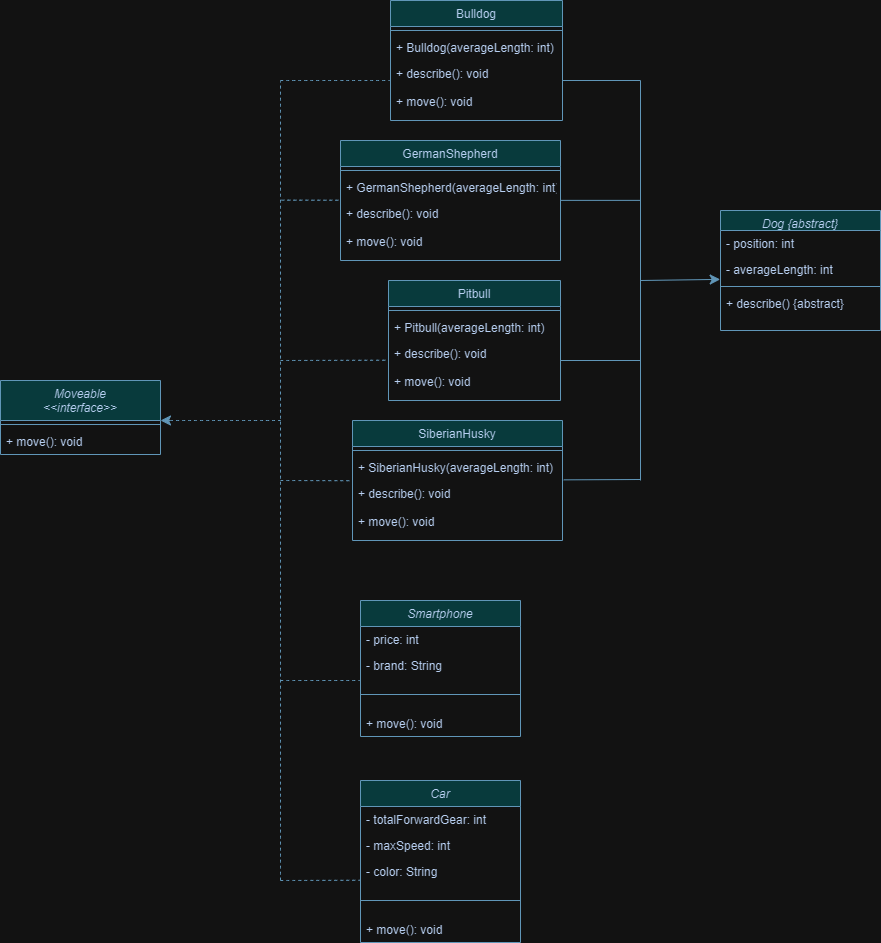 Bulldog
+ Bulldog(averageLength: int)
+ describe(): void
+ move(): void
GermanShepherd
+ GermanShepherd(averageLength: int
+ describe(): void
+ move(): void
Dog {abstract}
- position: int
- averageLength: int
+ describe() {abstract}
Pitbull
+ Pitbull(averageLength: int)
+ describe(): void
+ move(): void
Moveable
<<interface>>
+ move(): void
SiberianHusky
+ SiberianHusky(averageLength: int)
+ describe(): void
+ move(): void
Smartphone
- price: int
- brand: String
+ move(): void
Car
- totalForwardGear: int
- maxSpeed: int
- color: String
+ move(): void